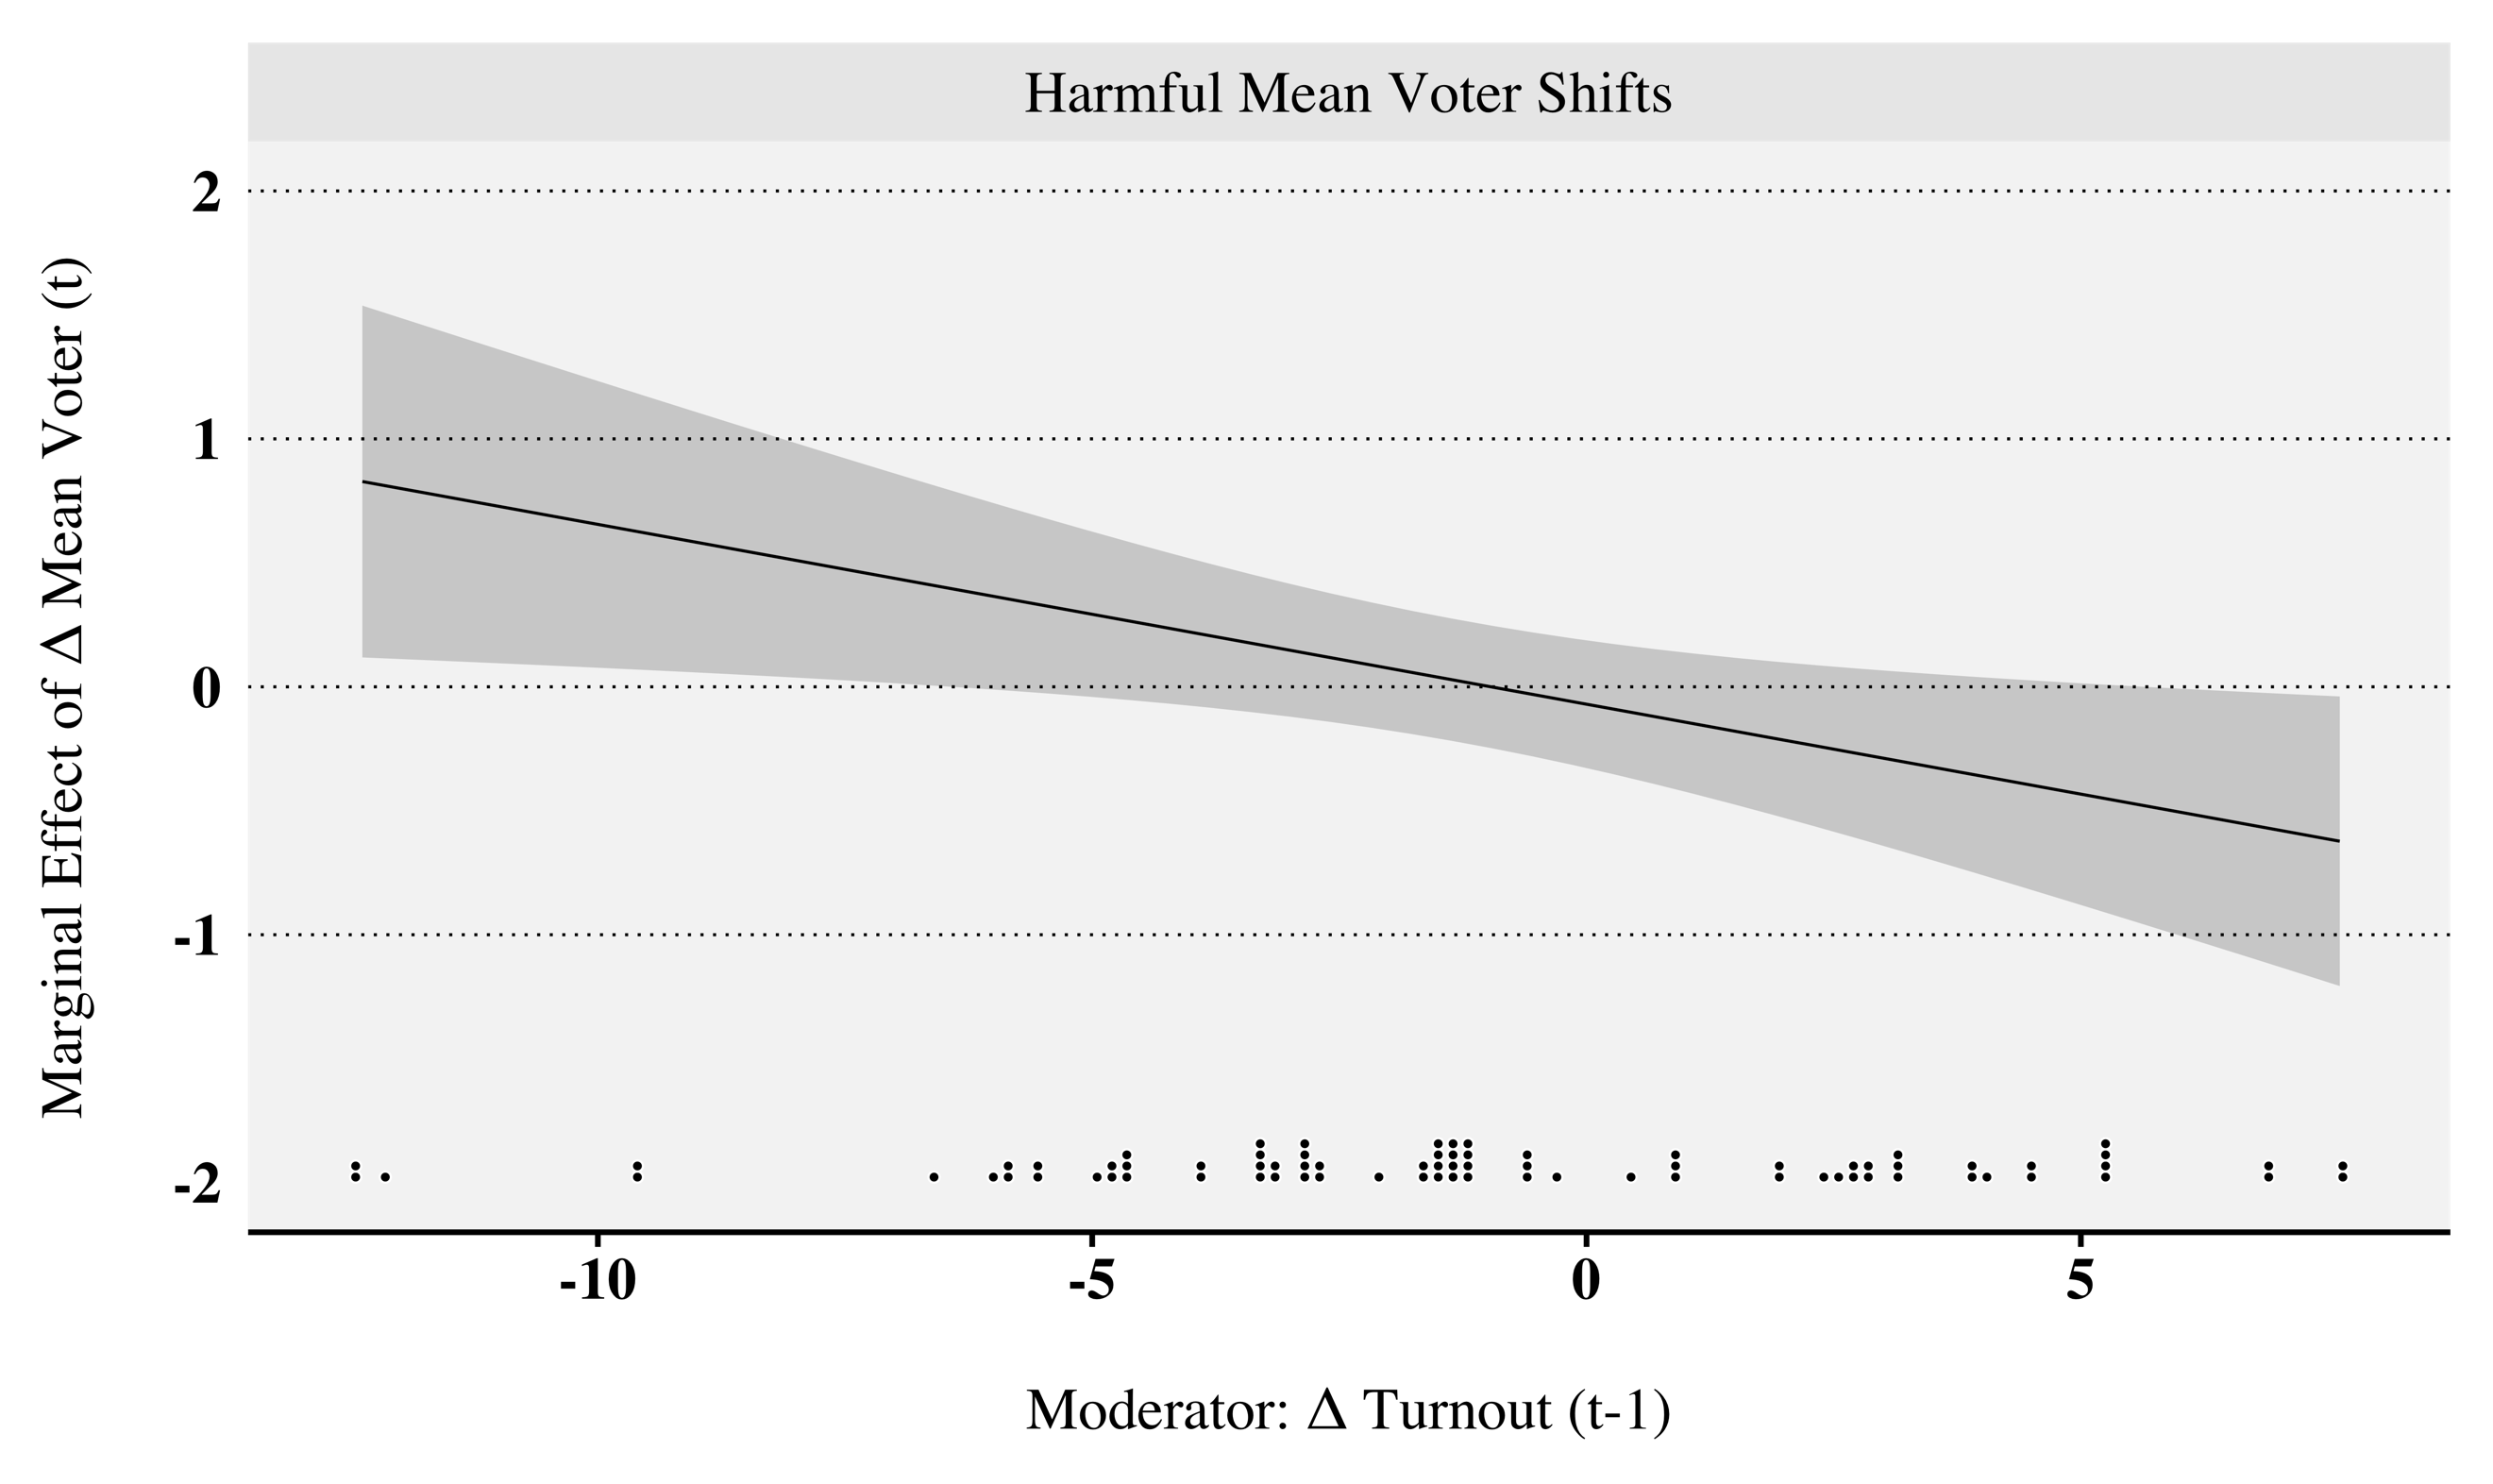 Harmful Mean Voter Shifts
Marginal Effect of Δ Mean Voter (t)
2
1
0
-1
-2
-10 -5 0 5
Moderator: Δ Turnout (t-1)